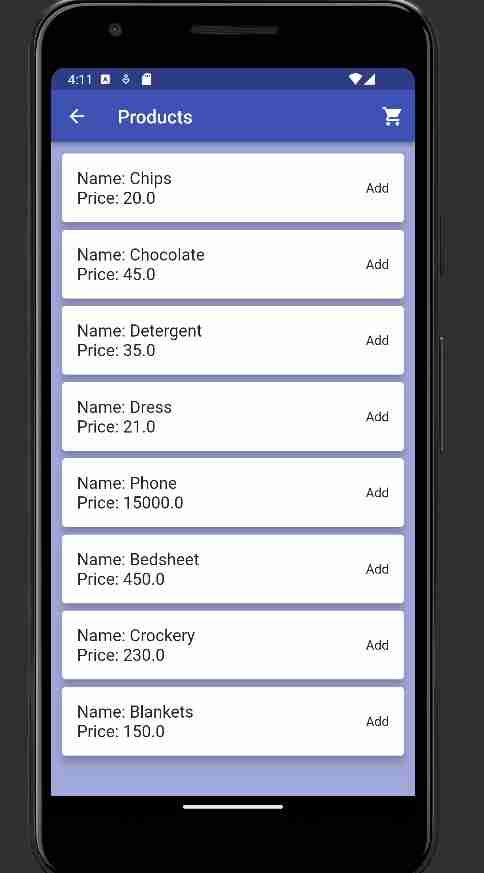 4:11
Products
Name: Chips
Price: 20.0
Add
Name: Chocolate
Price: 45.0
Add
Name: Detergent
Price: 35.0
Add
Name: Dress
Price: 21.0
Add
Name: Phone
Price: 15000.0
Add
Name: Bedsheet
Price: 450.0
Add
Name: Crockery
Price: 230.0
Add
Name: Blankets
Price: 150.0
Add